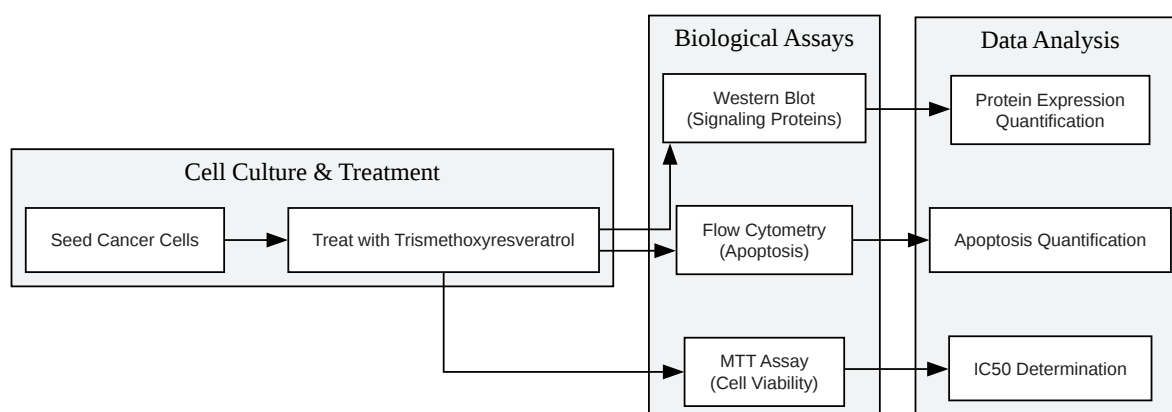 Biological Assays
Data Analysis
Western Blot
(Signaling Proteins)
Protein Expression
Quantification
Cell Culture & Treatment
Seed Cancer Cells
Treat with Trismethoxyresveratrol
Flow Cytometry
(Apoptosis)
Apoptosis Quantification
MTT Assay
(Cell Viability)
IC50 Determination